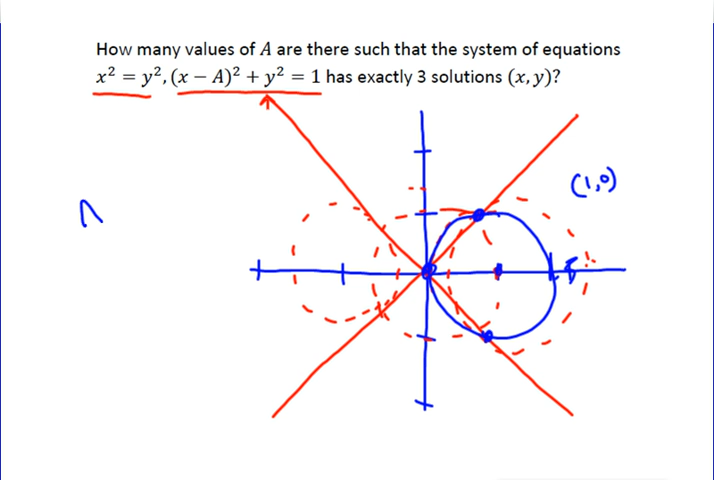 How many values of A are there such that the system of equations
x² = y², (x − A)² + y² = 1 has exactly 3 solutions (x, y)?
(1,0)